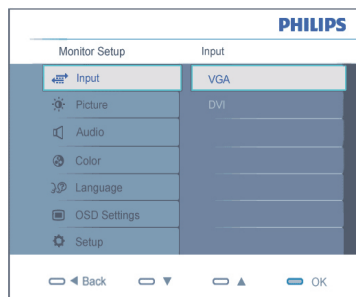 PHILIPS
Monitor Setup
Input
Input
VGA
Picture
DVI
Audio
Color
Language
OSD Settings
Setup
Back
OK